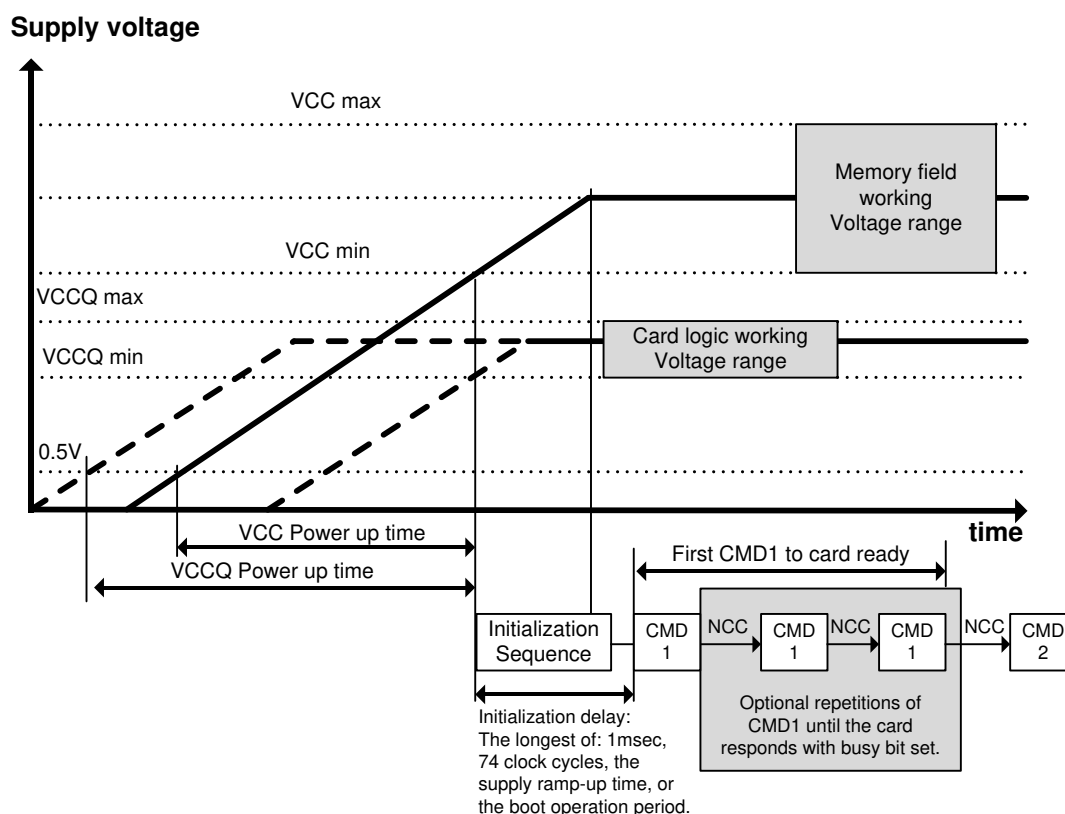 Supply voltage
VCC max
Memory field
working
Voltage range
VCC min
VCCQ max
Card logic working
Voltage range
VCCQ min
0.5V
time
VCC Power up time
First CMD1 to card ready
VCCQ Power up time
Initialization
Sequence
CMD
1
NCC
CMD
1
NCC
CMD
1
NCC
CMD
2
Optional repetitions of
CMD1 until the card
responds with busy bit set.
Initialization delay:
The longest of: 1msec,
74 clock cycles, the
supply ramp-up time, or
the boot operation period.